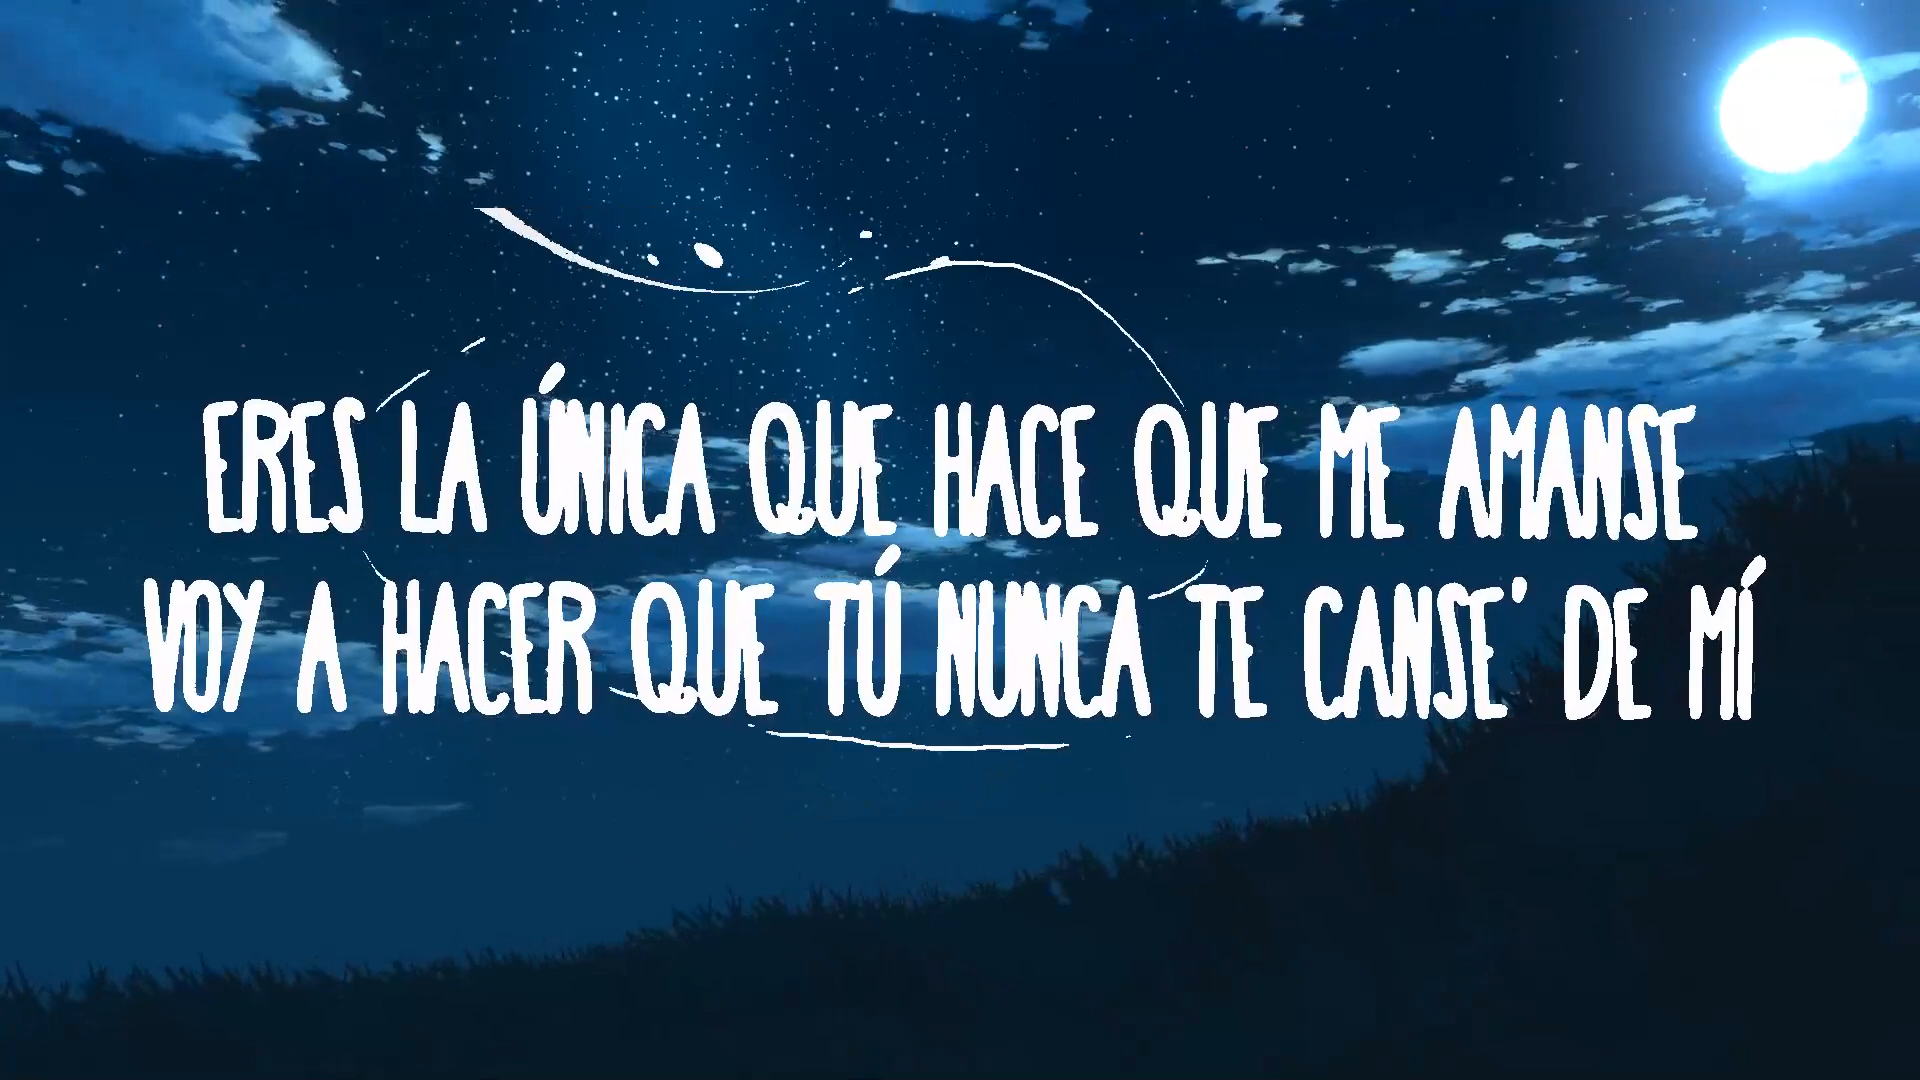 ERES LA ÚNICA QUE HACE QUE ME AMANSE
VOY A HACER QUE TÚ NUNCA TE CANSE' DE MÍ